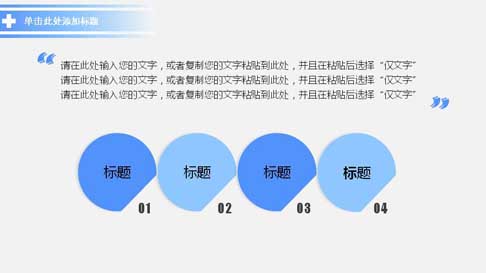 单击此处添加标题
请在此处输入您的文字，或者复制您的文字粘贴到此处，并且在粘贴后选择“仅文字”
请在此处输入您的文字，或者复制您的文字粘贴到此处，并且在粘贴后选择“仅文字”
请在此处输入您的文字，或者复制您的文字粘贴到此处，并且在粘贴后选择“仅文字”
标题 标题 标题 标题
01 02 03 04